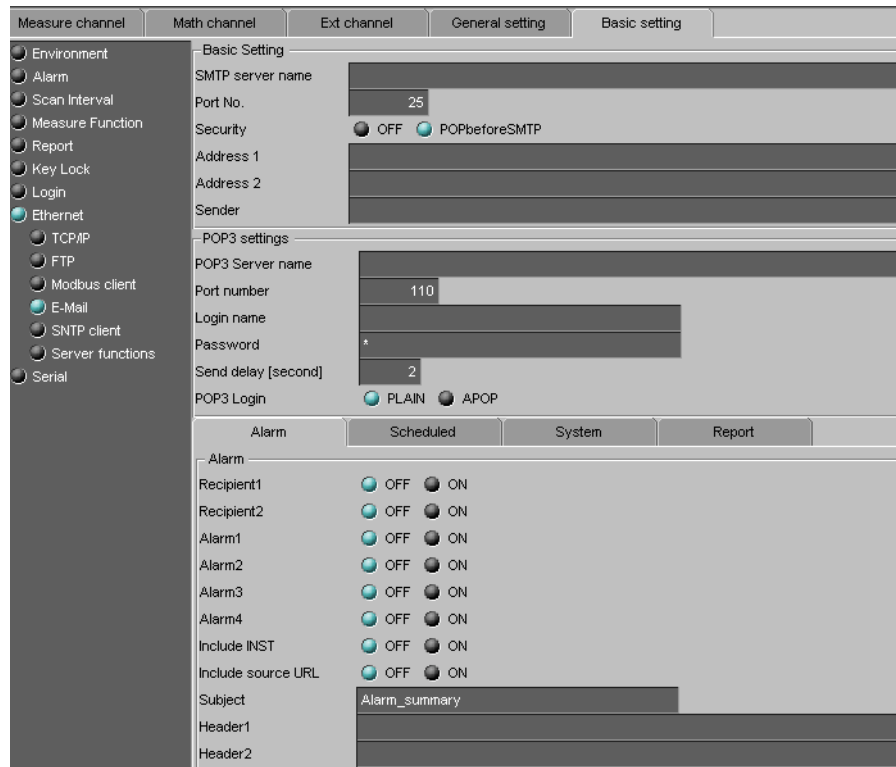 Measure channel Math channel Ext channel General setting Basic setting
Environment
Alarm
Scan Interval
Measure Function
Report
Key Lock
Login
Ethernet
TCP/IP
FTP
Modbus client
E-Mail
SNTP client
Server functions
Serial
Basic Setting
SMTP server name
Port No. 25
Security OFF POPbeforeSMTP
Address 1
Address 2
Sender
POP3 settings
POP3 Server name
Port number 110
Login name
Password *
Send delay [second] 2
POP3 Login PLAIN APOP
Alarm Scheduled System Report
Alarm
Recipient1 OFF ON
Recipient2 OFF ON
Alarm1 OFF ON
Alarm2 OFF ON
Alarm3 OFF ON
Alarm4 OFF ON
Include INST OFF ON
Include source URL OFF ON
Subject Alarm_summary
Header1
Header2